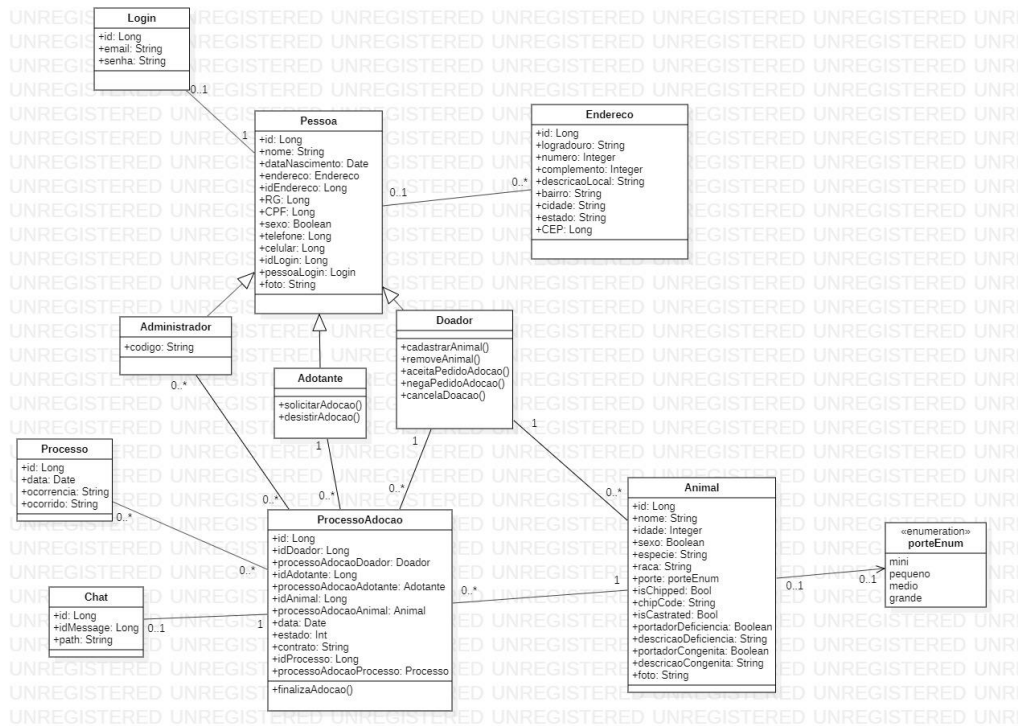 Login
+id: Long
+email: String
+senha: String
0..1
1
Pessoa
+id: Long
+nome: String
+dataNascimento: Date
+endereco: Endereco
+idEndereco: Long
+RG: Long
+CPF: Long
+sexo: Boolean
+telefone: Long
+celular: Long
+idLogin: Long
+pessoaLogin: Login
+foto: String
0..1
0..*
Endereco
+id: Long
+logradouro: String
+numero: Integer
+complemento: Integer
+descricaoLocal: String
+bairro: String
+cidade: String
+estado: String
+CEP: Long
Administrador
+codigo: String
0..*
0..*
Adotante
+solicitarAdocao()
+desistirAdocao()
1
0..*
Doador
+cadastrarAnimal()
+removeAnimal()
+aceitaPedidoAdocao()
+negaPedidoAdocao()
+cancelaDoacao()
1
0..*
1
0..*
Processo
+id: Long
+data: Date
+ocorrencia: String
+ocorrido: String
0..*
0..*
Chat
+id: Long
+idMessage: Long
+path: String
0..1
1
ProcessoAdocao
+id: Long
+idDoador: Long
+processoAdocaoDoador: Doador
+idAdotante: Long
+processoAdocaoAdotante: Adotante
+idAnimal: Long
+processoAdocaoAnimal: Animal
+data: Date
+estado: Int
+contrato: String
+idProcesso: Long
+processoAdocaoProcesso: Processo
+finalizaAdocao()
0..*
1
Animal
+id: Long
+nome: String
+idade: Integer
+sexo: Boolean
+especie: String
+raca: String
+porte: porteEnum
+isChipped: Bool
+chipCode: String
+isCastrated: Bool
+portadorDeficiencia: Boolean
+descricaoDeficiencia: String
+portadorCongenita: Boolean
+descricaoCongenita: String
+foto: String
0..1
0..1
«enumeration»
porteEnum
mini
pequeno
medio
grande
UNREGISTERED UNREGISTERED UNREGISTERED UNREGISTERED UNREGISTERED UNREGISTERED